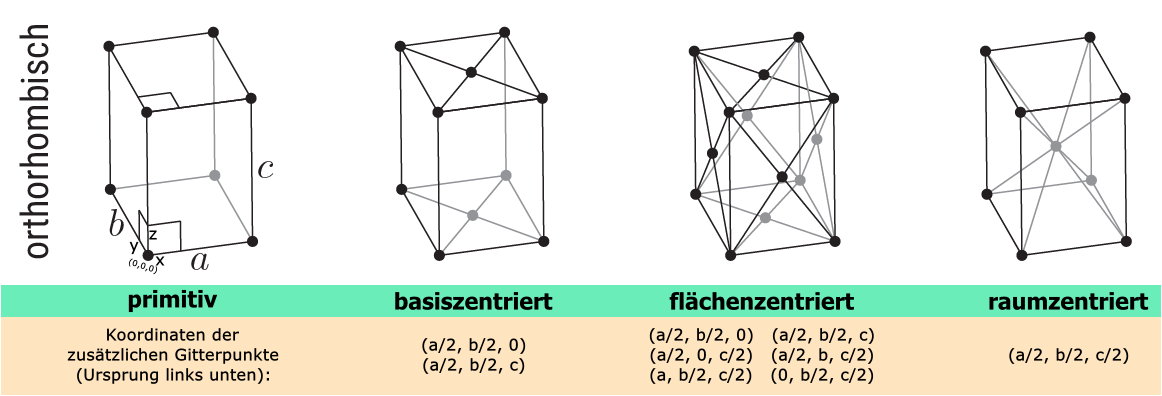 orthorhombisch
c
b
a
z
y
x
(0,0,0)
primitiv
basiszentriert
flächenzentriert
raumzentriert
Koordinaten der
zusätzlichen Gitterpunkte
(Ursprung links unten):
(a/2, b/2, 0)
(a/2, b/2, c)
(a/2, b/2, 0) (a/2, b/2, c)
(a/2, 0, c/2) (a/2, b, c/2)
(a, b/2, c/2) (0, b/2, c/2)
(a/2, b/2, c/2)